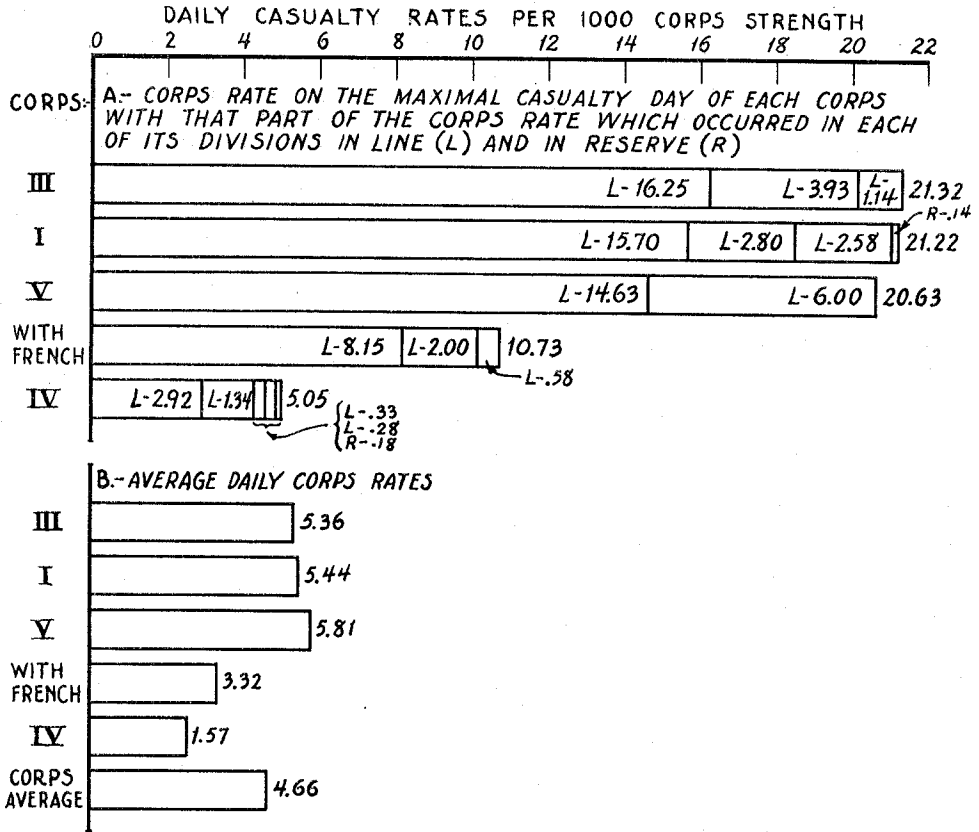 DAILY CASUALTY RATES PER 1000 CORPS STRENGTH
0 2 4 6 8 10 12 14 16 18 20 22
CORPS:- A.- CORPS RATE ON THE MAXIMAL CASUALTY DAY OF EACH CORPS
WITH THAT PART OF THE CORPS RATE WHICH OCCURRED IN EACH
OF ITS DIVISIONS IN LINE (L) AND IN RESERVE (R)
III L-16.25 L-3.93 L-1.14 21.32
R-.14
I L-15.70 L-2.80 L-2.58 21.22
V L-14.63 L-6.00 20.63
WITH
FRENCH L-8.15 L-2.00 10.73
L-.58
IV L-2.92 L-1.34 5.05
L-.33
L-.28
R-.18
B.-AVERAGE DAILY CORPS RATES
III 5.36
I 5.44
V 5.81
WITH
FRENCH 3.32
IV 1.57
CORPS
AVERAGE 4.66